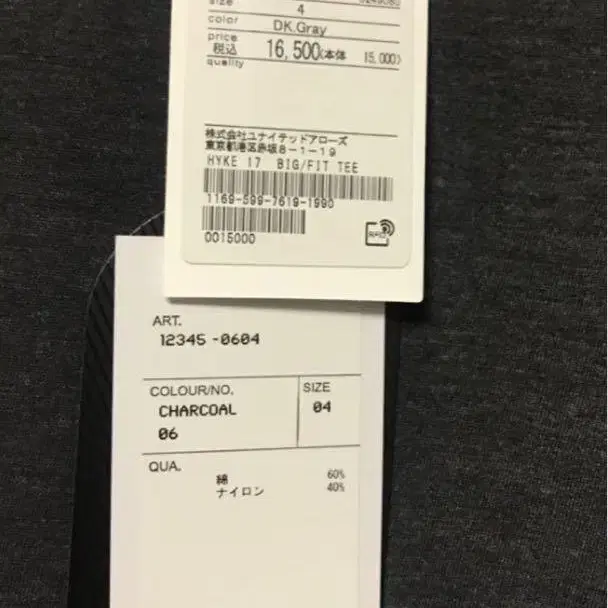 size
4
color
DK.Gray
price
税込 16,500(本体 15,000)
quality
株式会社ユナイテッドアローズ
東京都港区赤坂8-1-19
HYKE 17 BIG/FIT TEE
1169-599-7619-1990
0015000
RFID
ART.
12345 -0604
COLOUR/NO.
SIZE
CHARCOAL
04
06
QUA.
綿 60%
ナイロン 40%